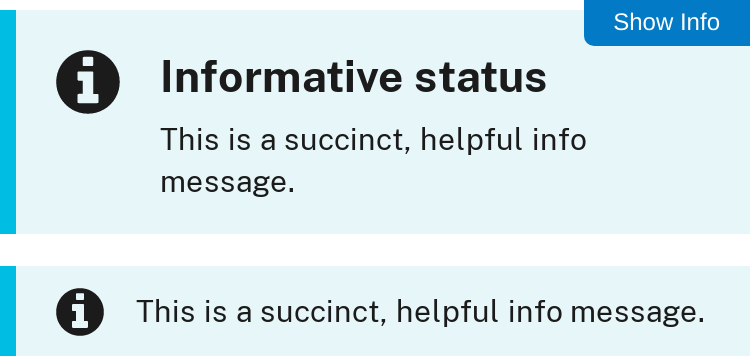 Show Info
Informative status
This is a succinct, helpful info
message.
This is a succinct, helpful info message.